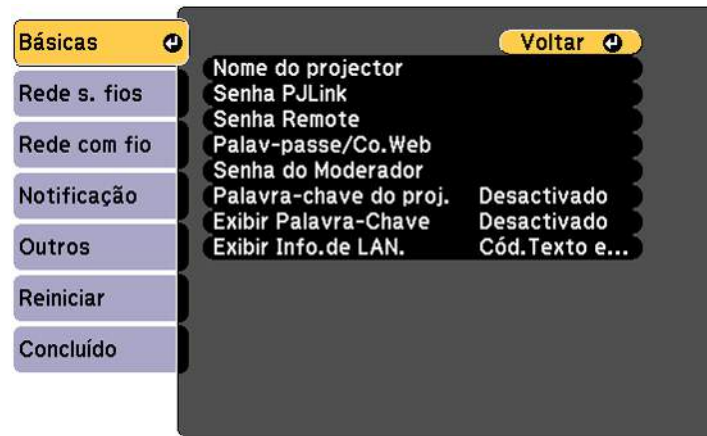 Básicas
Rede s. fios
Rede com fio
Notificação
Outros
Reiniciar
Concluído
Voltar
Nome do projector
Senha PJLink
Senha Remote
Palav-passe/Co.Web
Senha do Moderador
Palavra-chave do proj. Desactivado
Exibir Palavra-Chave Desactivado
Exibir Info.de LAN. Cód.Texto e...